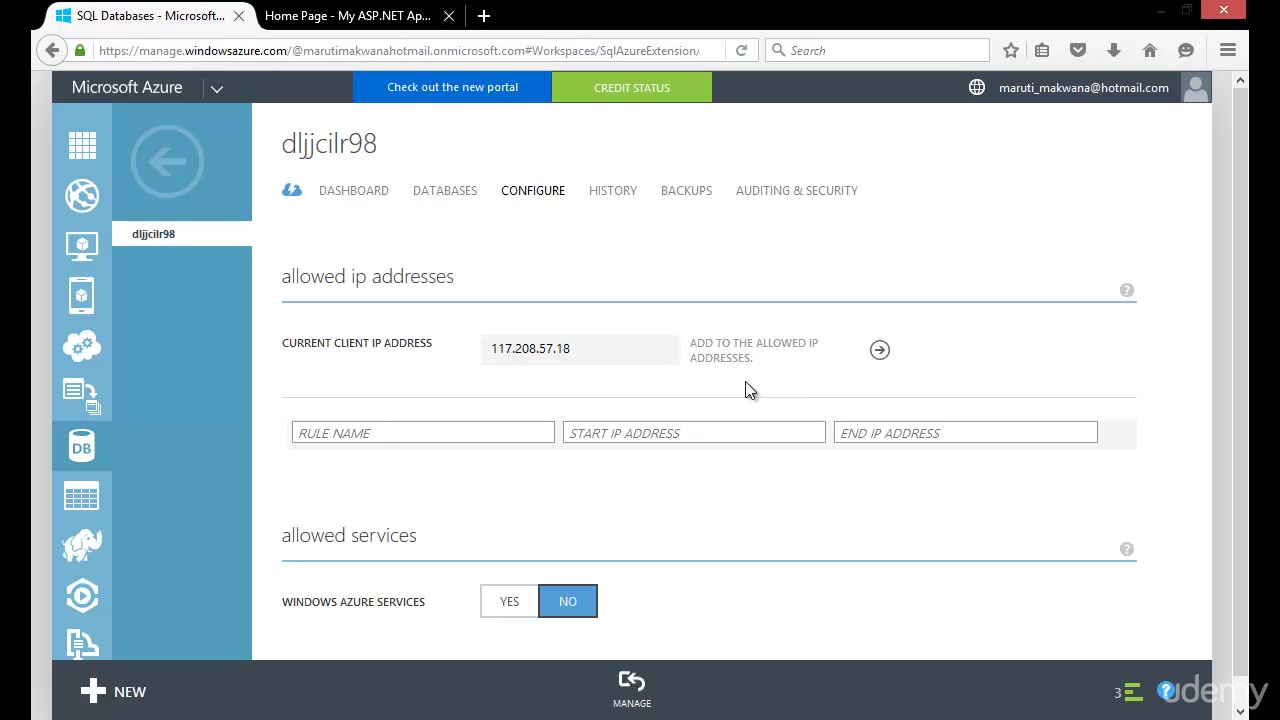 SQL Databases - Microsoft...
Home Page - My ASP.NET Ap...
https://manage.windowsazure.com/@marutimakwanahotmail.onmicrosoft.com#Workspaces/SqlAzureExtension/
Search
Microsoft Azure
Check out the new portal
CREDIT STATUS
maruti_makwana@hotmail.com
dljjcilr98
DASHBOARD DATABASES CONFIGURE HISTORY BACKUPS AUDITING & SECURITY
dljjcilr98
allowed ip addresses
?
CURRENT CLIENT IP ADDRESS
117.208.57.18
ADD TO THE ALLOWED IP
ADDRESSES.
RULE NAME
START IP ADDRESS
END IP ADDRESS
DB
allowed services
?
WINDOWS AZURE SERVICES
YES
NO
NEW
MANAGE
3
?
udemy